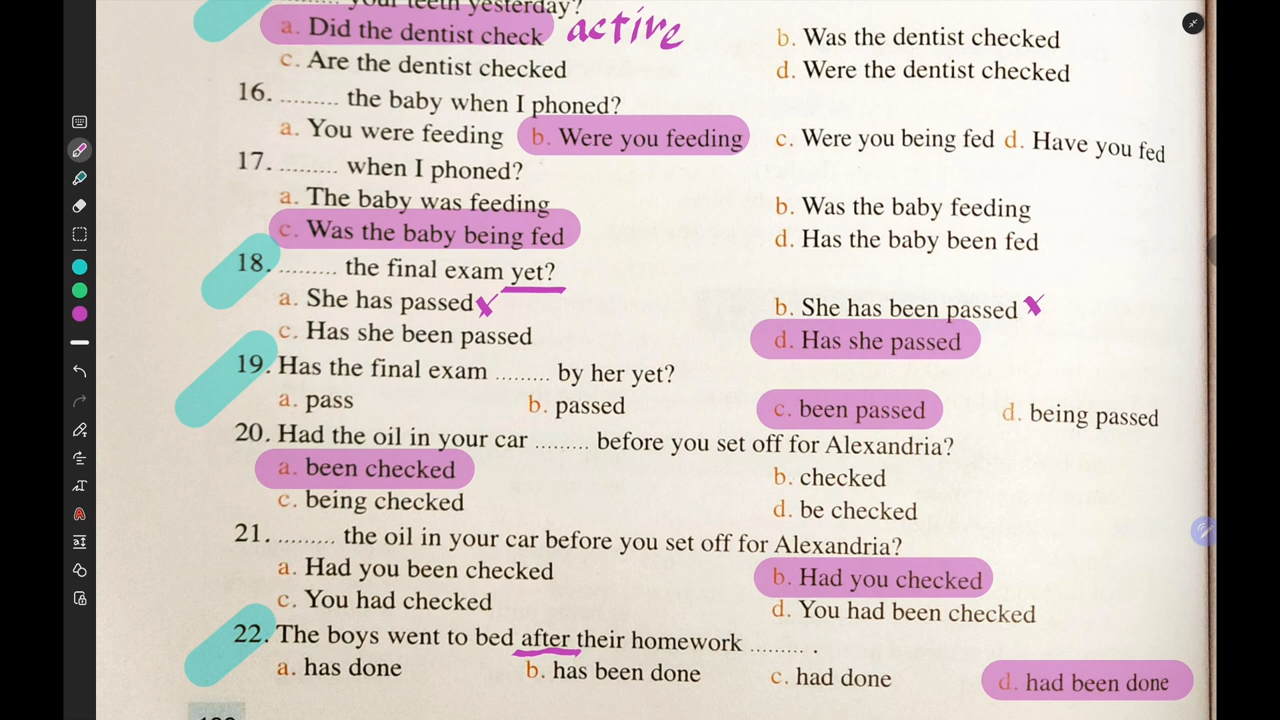 your teeth yesterday?
a. Did the dentist check active b. Was the dentist checked
c. Are the dentist checked d. Were the dentist checked
16. ......... the baby when I phoned?
a. You were feeding b. Were you feeding c. Were you being fed d. Have you fed
17. ......... when I phoned?
a. The baby was feeding b. Was the baby feeding
c. Was the baby being fed d. Has the baby been fed
18. ......... the final exam yet?
a. She has passed b. She has been passed
c. Has she been passed d. Has she passed
19. Has the final exam ......... by her yet?
a. pass b. passed c. been passed d. being passed
20. Had the oil in your car ......... before you set off for Alexandria?
a. been checked b. checked
c. being checked d. be checked
21. ......... the oil in your car before you set off for Alexandria?
a. Had you been checked b. Had you checked
c. You had checked d. You had been checked
22. The boys went to bed after their homework ......... .
a. has done b. has been done c. had done d. had been done